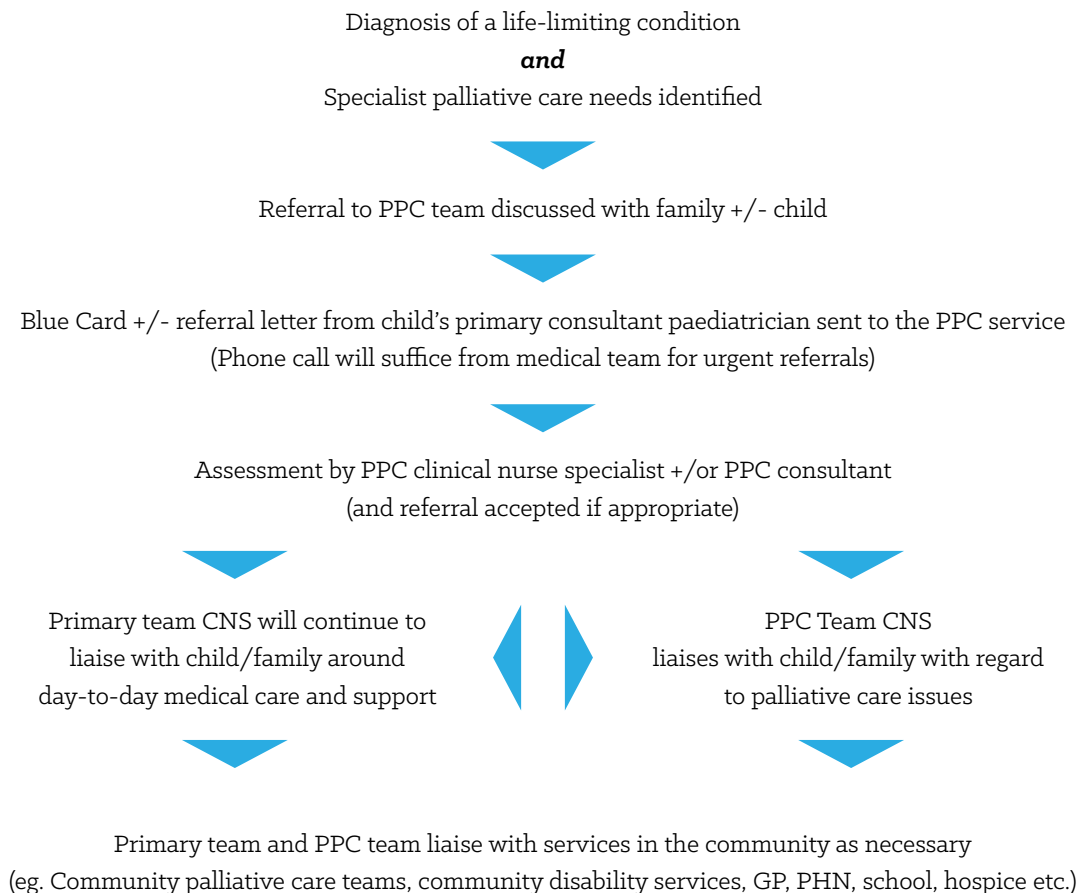 Diagnosis of a life-limiting condition
and
Specialist palliative care needs identified
Referral to PPC team discussed with family +/- child
Blue Card +/- referral letter from child’s primary consultant paediatrician sent to the PPC service
(Phone call will suffice from medical team for urgent referrals)
Assessment by PPC clinical nurse specialist +/or PPC consultant
(and referral accepted if appropriate)
Primary team CNS will continue to
liaise with child/family around
day-to-day medical care and support
PPC Team CNS
liaises with child/family with regard
to palliative care issues
Primary team and PPC team liaise with services in the community as necessary
(eg. Community palliative care teams, community disability services, GP, PHN, school, hospice etc.)